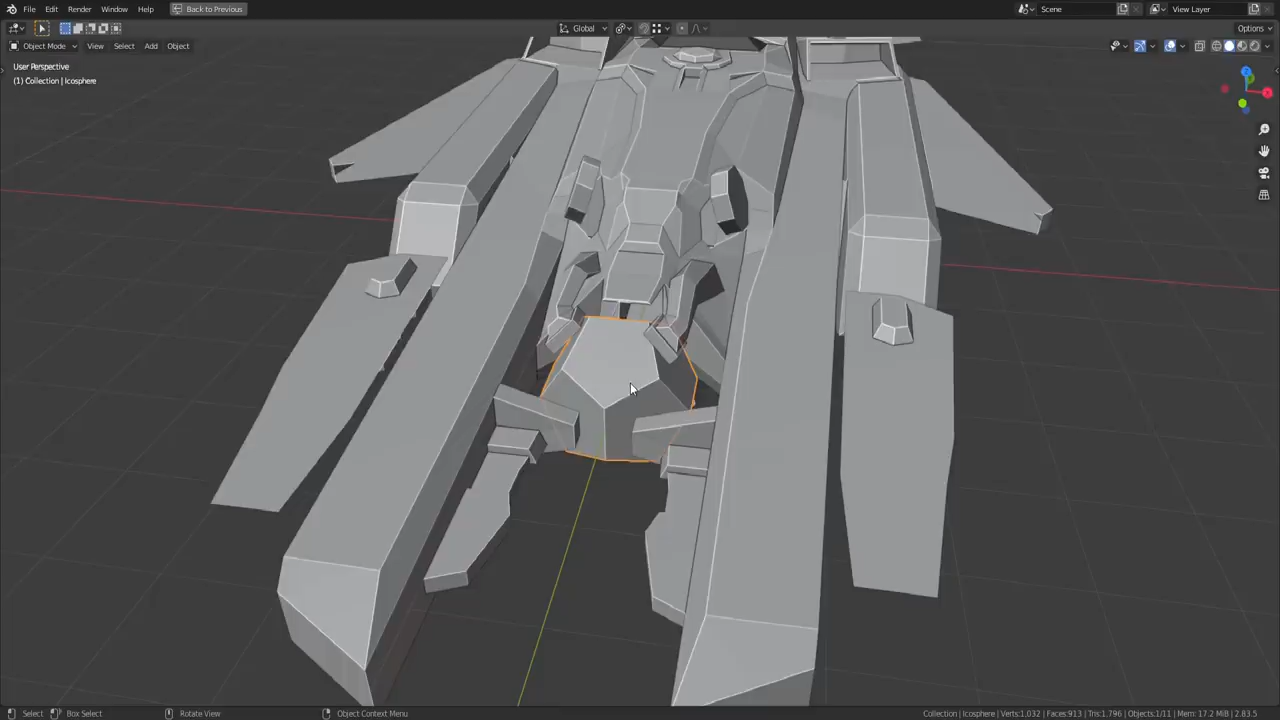 File Edit Render Window Help Back to Previous Scene View Layer
Global Options
Object Mode View Select Add Object
User Perspective
(1) Collection | Icosphere
Select Box Select Rotate View Object Context Menu Collection | Icosphere | Verts:1,032 | Faces:913 | Tris:1,796 | Objects:1/11 | Mem: 17.2 MiB | 2.83.5